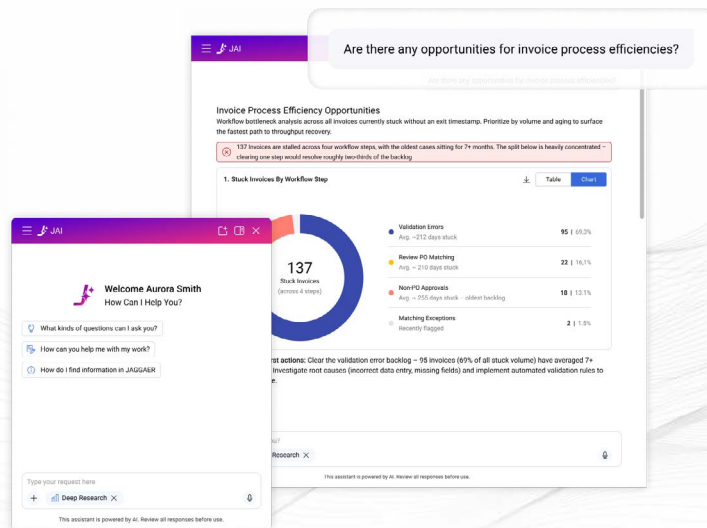 Are there any opportunities for invoice process efficiencies?
JAI
Are there any opportunities for invoice process efficiencies?
Invoice Process Efficiency Opportunities
Workflow bottleneck analysis across all invoices currently stuck without an exit timestamp. Prioritize by volume and aging to surface
the fastest path to throughput recovery.
137 Invoices are stalled across four workflow steps, with the oldest cases sitting for 7+ months. The split below is heavily concentrated –
clearing one step would resolve roughly two-thirds of the backlog
1. Stuck Invoices By Workflow Step
Table
Chart
137
Stuck Invoices
(across 4 steps)
Validation Errors
Avg. ~212 days stuck
95 | 69.3%
Review PO Matching
Avg. ~ 210 days stuck
22 | 16,1%
Non-PO Approvals
Avg. ~ 255 days stuck – oldest backlog
18 | 13.1%
Matching Exceptions
Recently flagged
2 | 1.5%
rst actions: Clear the validation error backlog – 95 invoices (69% of all stuck volume) have averaged 7+
Investigate root causes (incorrect data entry, missing fields) and implement automated validation rules to
e.
ou?
Research
This assistant is powered by AI. Review all responses before use.
JAI
Welcome Aurora Smith
How Can I Help You?
What kinds of questions can I ask you?
How can you help me with my work?
How do I find information in JAGGAER
Type your request here
Deep Research
This assistant is powered by AI. Review all responses before use.